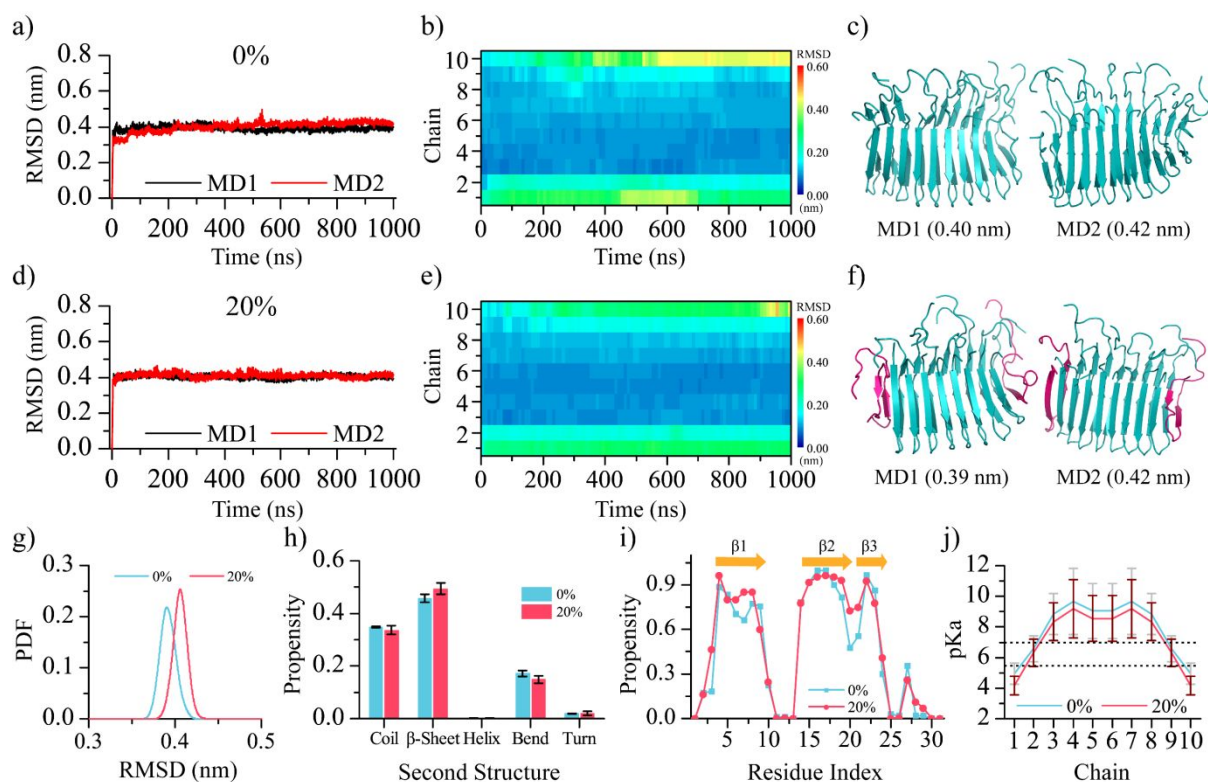 a)
0%
0.8
0.6
0.4
0.2
0.0
RMSD (nm)
MD1 MD2
0 200 400 600 800 1000
Time (ns)
b)
10
8
6
4
2
Chain
0 200 400 600 800 1000
Time (ns)
RMSD
0.60
0.00
(nm)
c)
MD1 (0.40 nm) MD2 (0.42 nm)
d)
20%
0.8
0.6
0.4
0.2
0.0
RMSD (nm)
MD1 MD2
0 200 400 600 800 1000
Time (ns)
e)
10
8
6
4
2
Chain
0 200 400 600 800 1000
Time (ns)
RMSD
0.60
0.00
(nm)
f)
MD1 (0.39 nm) MD2 (0.42 nm)
g)
0.3
0.2
0.1
0.0
PDF
0% 20%
0.3 0.4 0.5
RMSD (nm)
h)
0.6
0.4
0.2
0.0
Propensity
0%
20%
Coil β-Sheet Helix Bend Turn
Second Structure
i)
β1 β2 β3
0.9
0.6
0.3
0.0
Propensity
0%
20%
5 10 15 20 25 30
Residue Index
j)
12
10
8
6
4
2
pKa
0% 20%
1 2 3 4 5 6 7 8 9 10
Chain